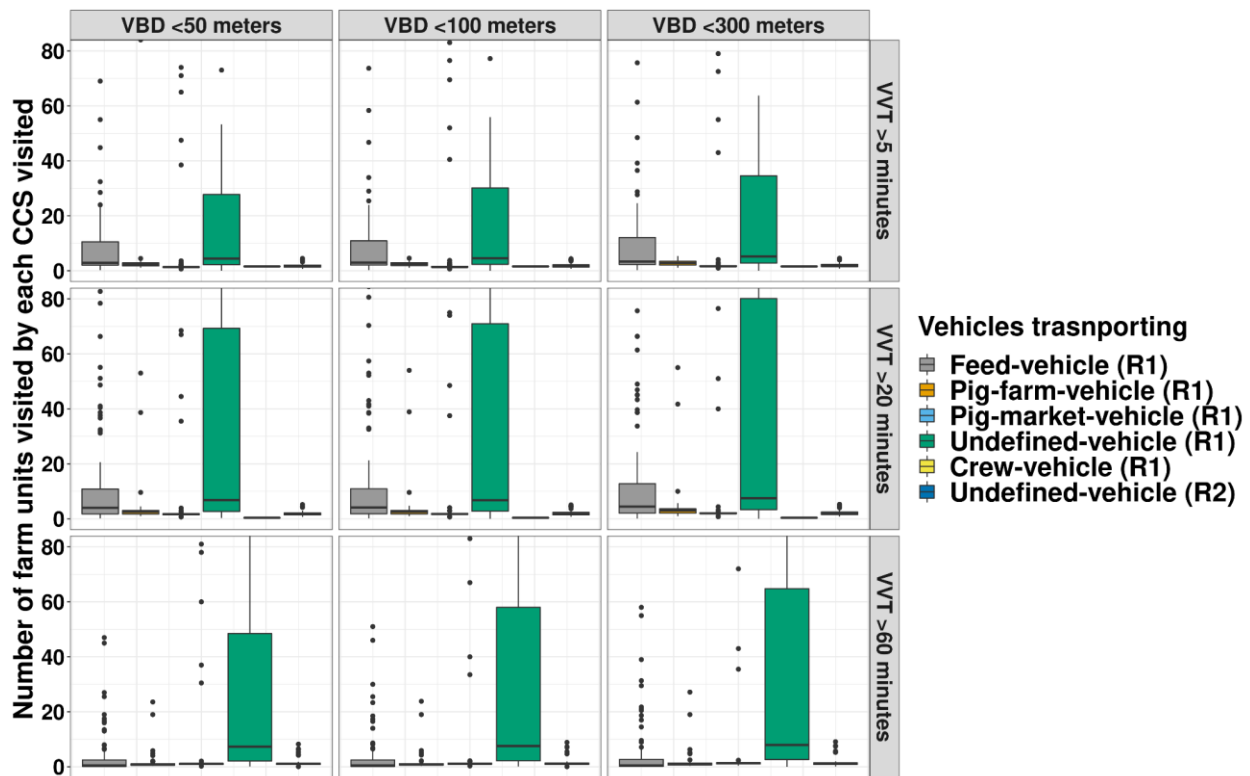 VBD <50 meters
VBD <100 meters
VBD <300 meters
Number of farm units visited by each CCS visited
80
60
40
20
0
VVT >5 minutes
80
60
40
20
0
VVT >20 minutes
80
60
40
20
0
VVT >60 minutes
Vehicles trasnporting
Feed-vehicle (R1)
Pig-farm-vehicle (R1)
Pig-market-vehicle (R1)
Undefined-vehicle (R1)
Crew-vehicle (R1)
Undefined-vehicle (R2)